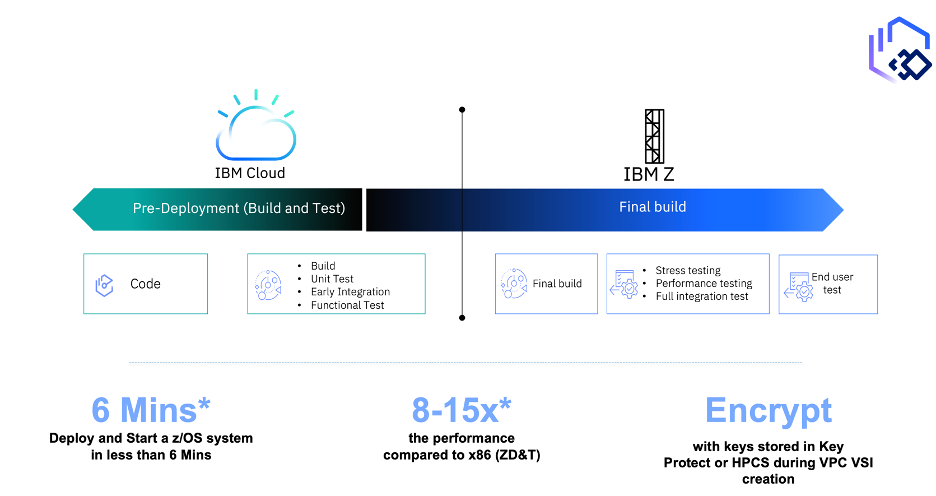 IBM Cloud
IBM Z
Pre-Deployment (Build and Test)
Final build
Code
• Build
• Unit Test
• Early Integration
• Functional Test
Final build
• Stress testing
• Performance testing
• Full integration test
End user
test
6 Mins*
Deploy and Start a z/OS system
in less than 6 Mins
8-15x*
the performance
compared to x86 (ZD&T)
Encrypt
with keys stored in Key
Protect or HPCS during VPC VSI
creation